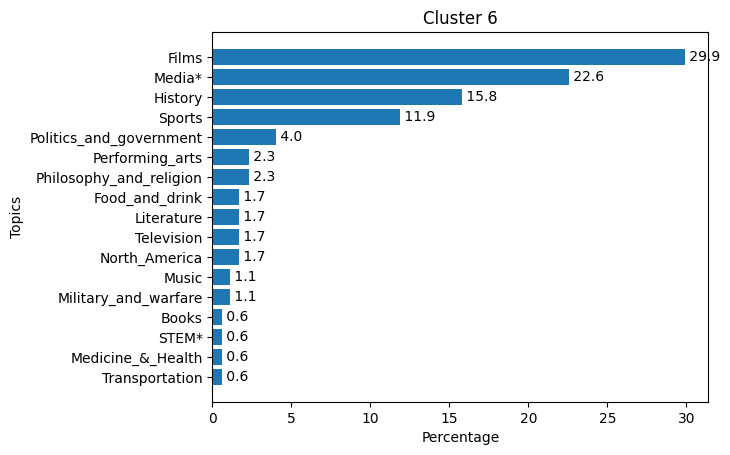 Cluster 6
Films 29.9
Media* 22.6
History 15.8
Sports 11.9
Politics_and_government 4.0
Performing_arts 2.3
Philosophy_and_religion 2.3
Food_and_drink 1.7
Literature 1.7
Television 1.7
North_America 1.7
Music 1.1
Military_and_warfare 1.1
Books 0.6
STEM* 0.6
Medicine_&_Health 0.6
Transportation 0.6
Topics
0 5 10 15 20 25 30
Percentage